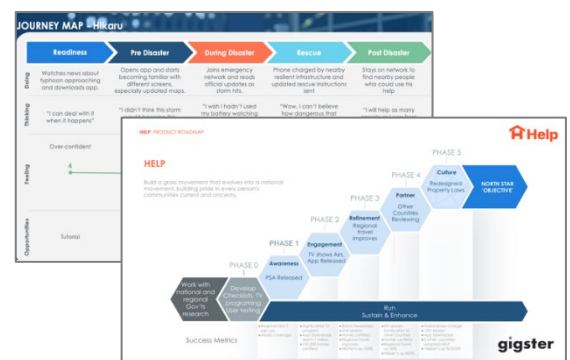 JOURNEY MAP - Hikaru
Readiness
Pre Disaster
During Disaster
Rescue
Post Disaster
Doing
Watches news about
typhoon approaching
and downloads app.
Opens app and starts
becoming familiar with
different screens,
especially updated maps.
Joins emergency
network and reads
official updates as
storm hits.
Phone charged by nearby
resilient infrastructure and
updated rescue instructions
sent
Stays on network to
find nearby people
who could use his
help
Thinking
"I can deal with it
when it happens"
"I didn't think this storm
"I wish I hadn't used
my battery watching
"Wow, I can't believe
how dangerous that
"I will help as many
Feeling
Over-confident
4
Opportunities
Tutorial
HELP: PRODUCT ROADMAP
Help
HELP
Build a grass movement that evolves into a national
movement, building pride in every person's
communities current and ancients.
PHASE 5
Culture
Redesigned
Property Laws
NORTH STAR
'OBJECTIVE'
PHASE 4
Partner
Other
Countries
Reviewing
PHASE 3
Refinement
Regional
travel
Improves
PHASE 2
Engagement
TV shows Airs,
App Released
PHASE 1
Awareness
PSA Released
PHASE 0
Develop
Checklists, TV
programing
User testing
Work with
national and
regional
Gov'ts
research
Run
Sustain & Enhance
Success Metrics
gigster